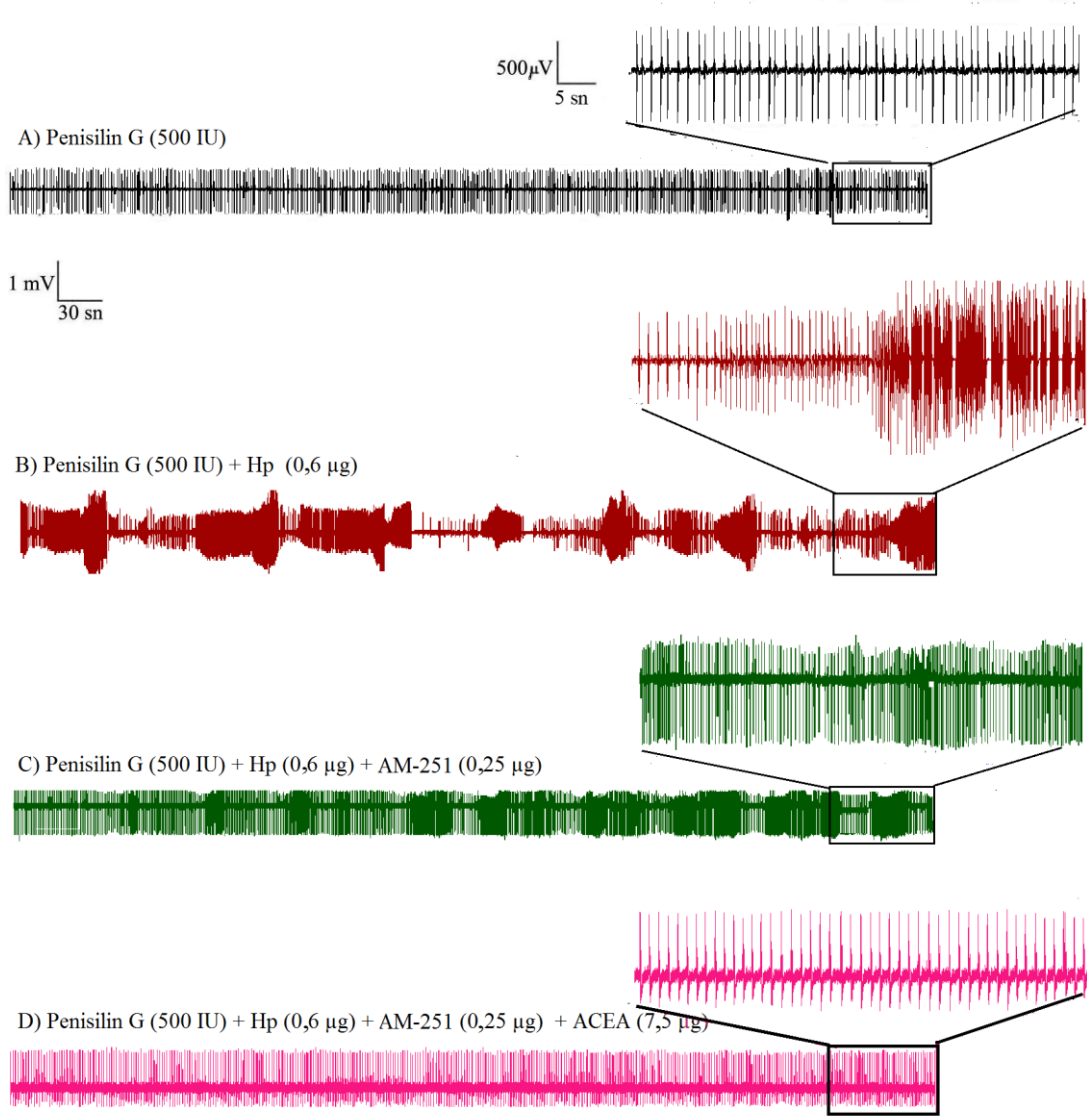 500µV
5 sn
A) Penisilin G (500 IU)
1 mV
30 sn
B) Penisilin G (500 IU) + Hp (0,6 µg)
C) Penisilin G (500 IU) + Hp (0,6 µg) + AM-251 (0,25 µg)
D) Penisilin G (500 IU) + Hp (0,6 µg) + AM-251 (0,25 µg) + ACEA (7,5 µg)